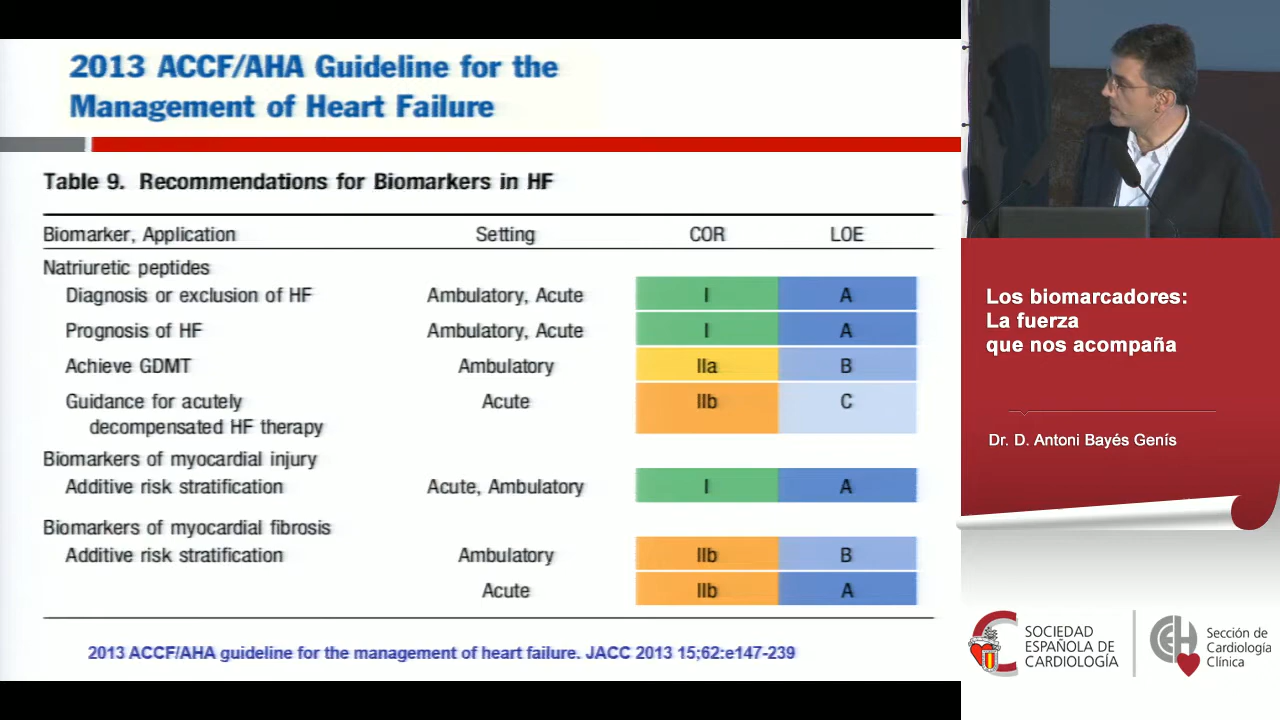 2013 ACCF/AHA Guideline for the
Management of Heart Failure
Table 9. Recommendations for Biomarkers in HF
Biomarker, Application Setting COR LOE
Natriuretic peptides
Diagnosis or exclusion of HF Ambulatory, Acute I A
Prognosis of HF Ambulatory, Acute I A
Achieve GDMT Ambulatory IIa B
Guidance for acutely Acute IIb C
decompensated HF therapy
Biomarkers of myocardial injury
Additive risk stratification Acute, Ambulatory I A
Biomarkers of myocardial fibrosis
Additive risk stratification Ambulatory IIb B
Acute IIb A
2013 ACCF/AHA guideline for the management of heart failure. JACC 2013 15;62:e147-239
Los biomarcadores:
La fuerza
que nos acompaña
Dr. D. Antoni Bayés Genís
SOCIEDAD
ESPAÑOLA DE
CARDIOLOGÍA
Sección de
Cardiología
Clínica